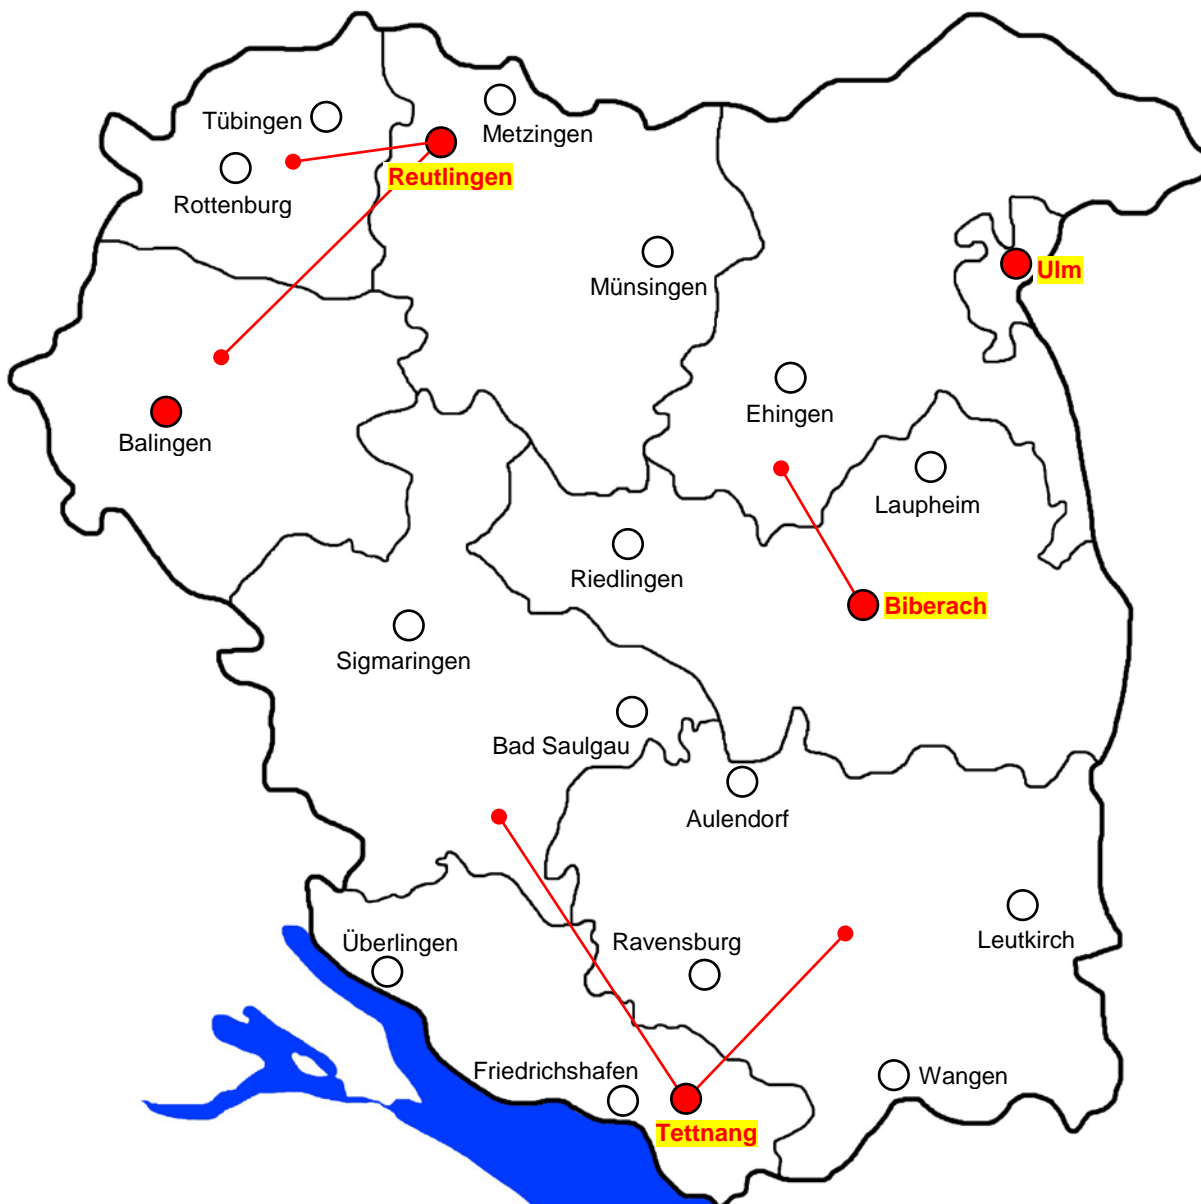 Tübingen
Metzingen
Reutlingen
Rottenburg
Ulm
Münsingen
Ehingen
Balingen
Laupheim
Riedlingen
Biberach
Sigmaringen
Bad Saulgau
Aulendorf
Überlingen
Ravensburg
Leutkirch
Friedrichshafen
Wangen
Tettnang